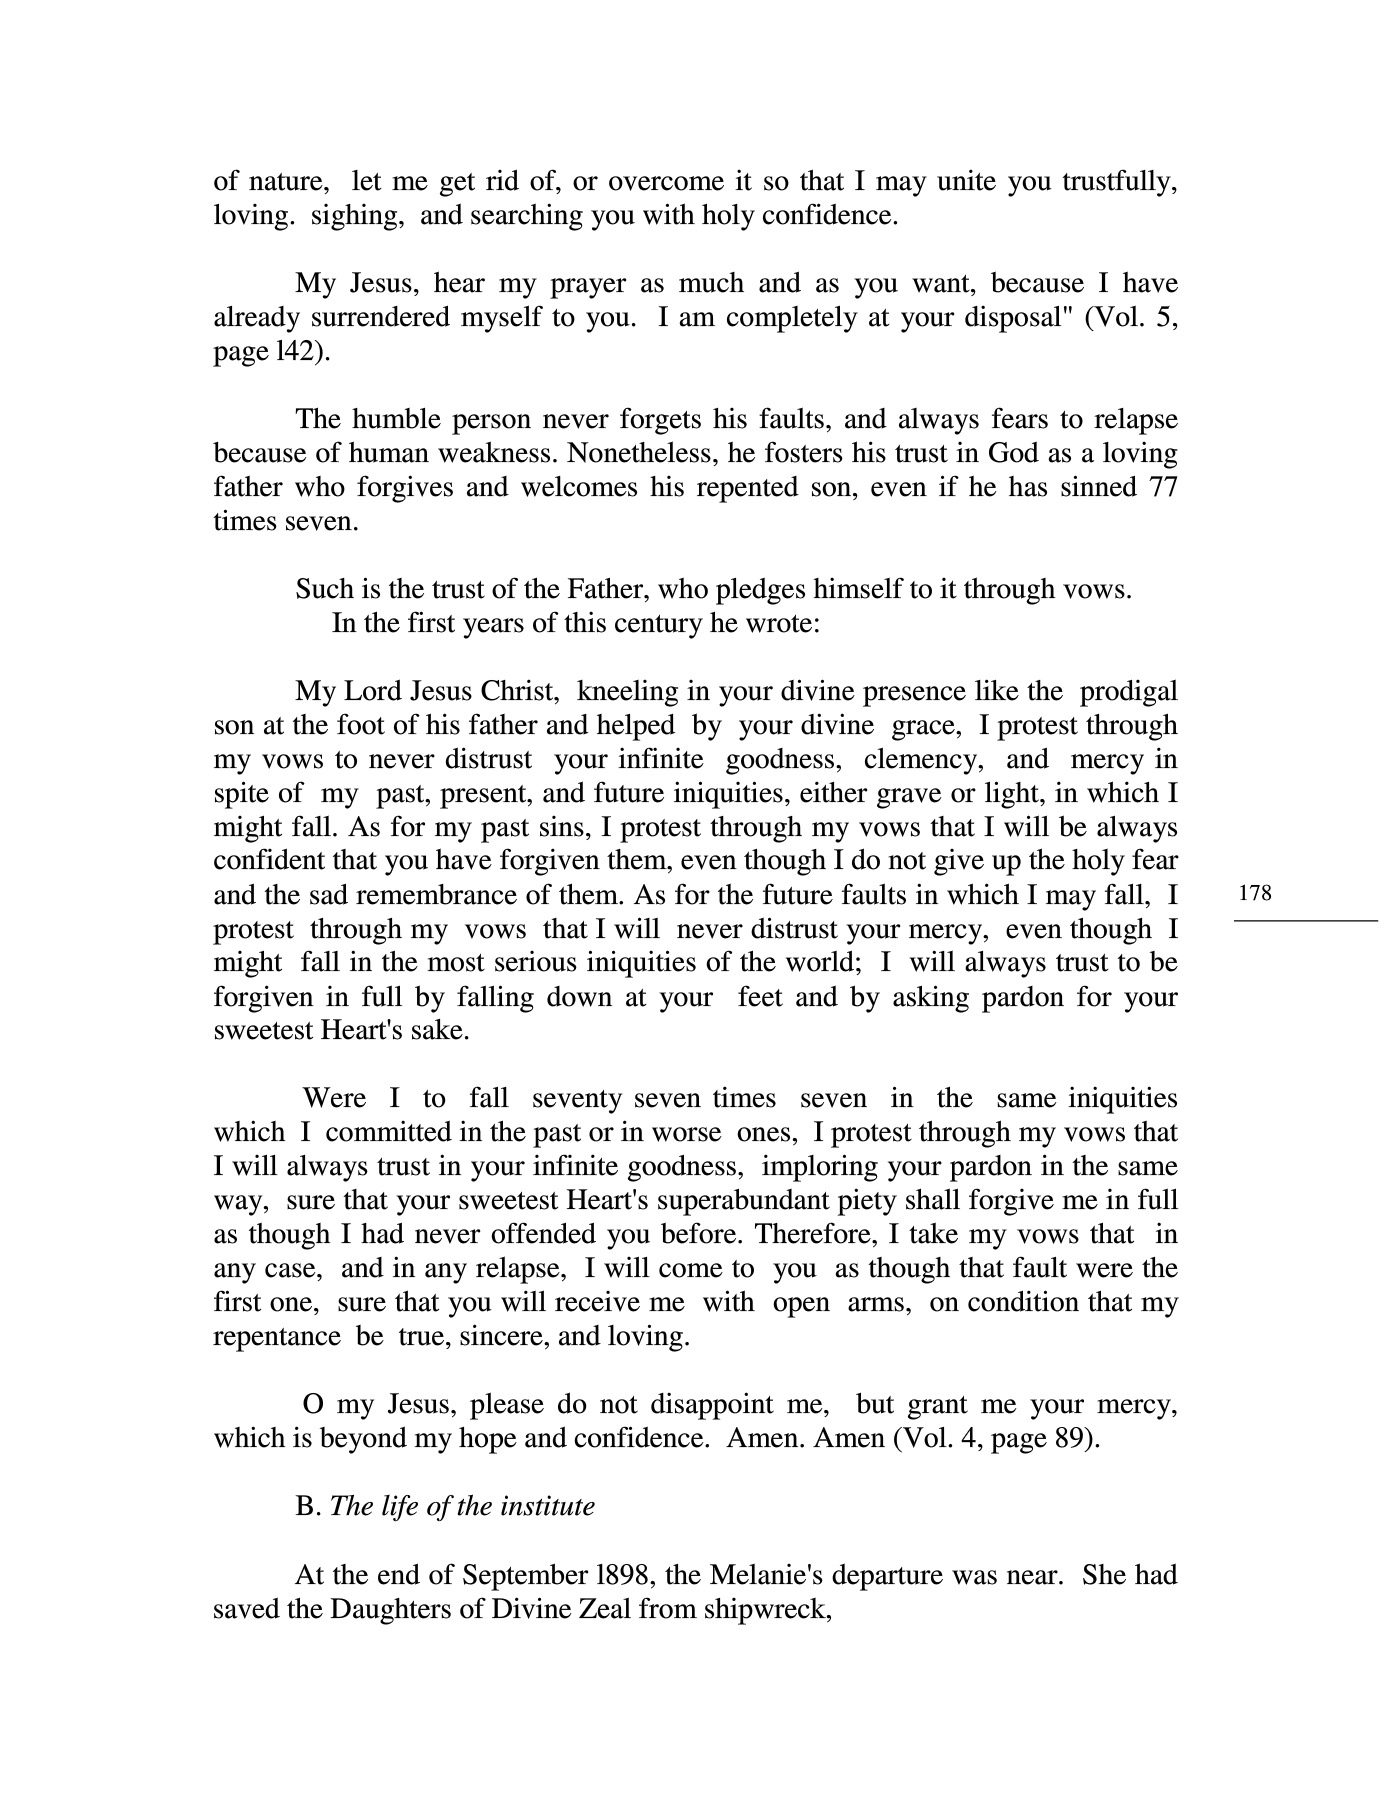 of nature, let me get rid of, or overcome it so that I may unite you trustfully,
loving. sighing, and searching you with holy confidence.
My Jesus, hear my prayer as much and as you want, because I have
already surrendered myself to you. I am completely at your disposal" (Vol. 5,
page l42).
The humble person never forgets his faults, and always fears to relapse
because of human weakness. Nonetheless, he fosters his trust in God as a loving
father who forgives and welcomes his repented son, even if he has sinned 77
times seven.
Such is the trust of the Father, who pledges himself to it through vows.
In the first years of this century he wrote:
My Lord Jesus Christ, kneeling in your divine presence like the prodigal
son at the foot of his father and helped by your divine grace, I protest through
my vows to never distrust your infinite goodness, clemency, and mercy in
spite of my past, present, and future iniquities, either grave or light, in which I
might fall. As for my past sins, I protest through my vows that I will be always
confident that you have forgiven them, even though I do not give up the holy fear
and the sad remembrance of them. As for the future faults in which I may fall, I
protest through my vows that I will never distrust your mercy, even though I
might fall in the most serious iniquities of the world; I will always trust to be
forgiven in full by falling down at your feet and by asking pardon for your
sweetest Heart's sake.
178
Were I to fall seventy seven times seven in the same iniquities
which I committed in the past or in worse ones, I protest through my vows that
I will always trust in your infinite goodness, imploring your pardon in the same
way, sure that your sweetest Heart's superabundant piety shall forgive me in full
as though I had never offended you before. Therefore, I take my vows that in
any case, and in any relapse, I will come to you as though that fault were the
first one, sure that you will receive me with open arms, on condition that my
repentance be true, sincere, and loving.
O my Jesus, please do not disappoint me, but grant me your mercy,
which is beyond my hope and confidence. Amen. Amen (Vol. 4, page 89).
B. The life of the institute
At the end of September l898, the Melanie's departure was near. She had
saved the Daughters of Divine Zeal from shipwreck,